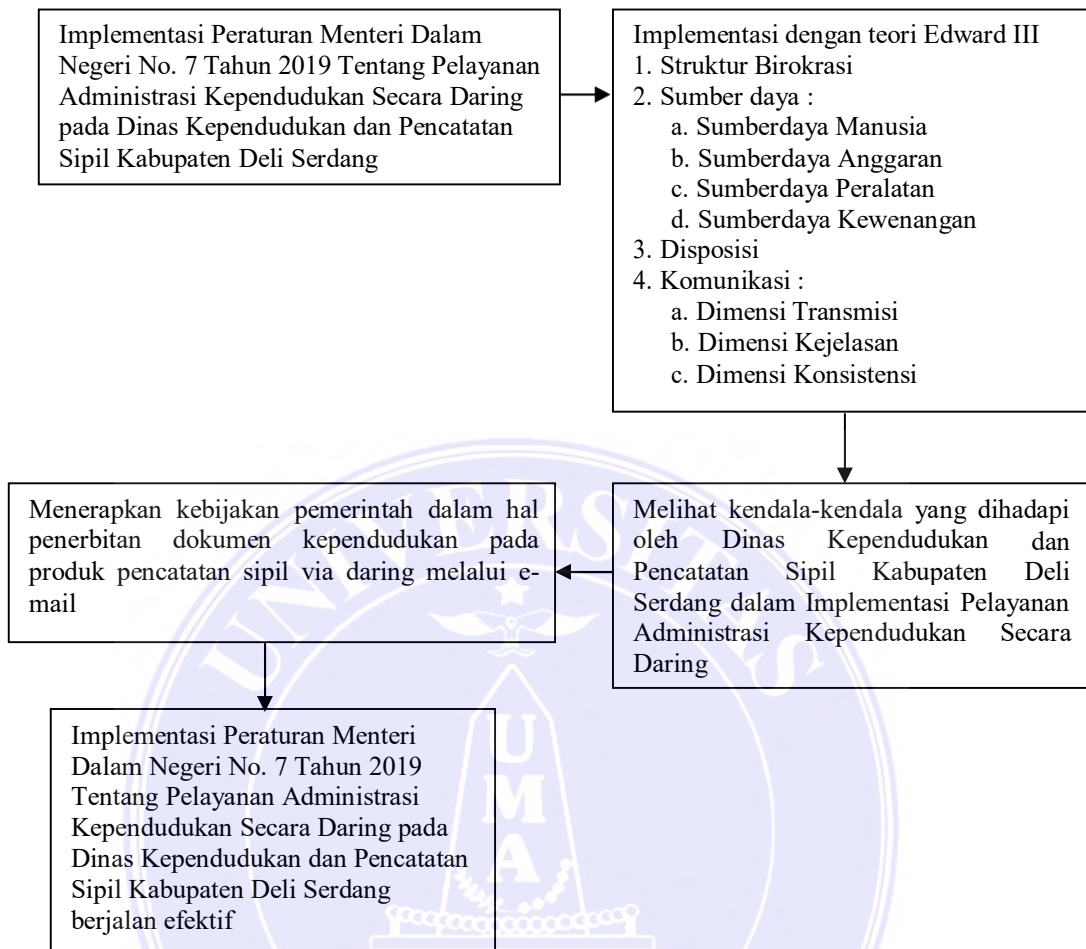 Implementasi Peraturan Menteri Dalam
Negeri No. 7 Tahun 2019 Tentang Pelayanan
Administrasi Kependudukan Secara Daring
pada Dinas Kependudukan dan Pencatatan
Sipil Kabupaten Deli Serdang
Implementasi dengan teori Edward III
1. Struktur Birokrasi
2. Sumber daya :
a. Sumberdaya Manusia
b. Sumberdaya Anggaran
c. Sumberdaya Peralatan
d. Sumberdaya Kewenangan
3. Disposisi
4. Komunikasi :
a. Dimensi Transmisi
b. Dimensi Kejelasan
c. Dimensi Konsistensi
Melihat kendala-kendala yang dihadapi
oleh Dinas Kependudukan dan
Pencatatan Sipil Kabupaten Deli
Serdang dalam Implementasi Pelayanan
Administrasi Kependudukan Secara
Daring
Menerapkan kebijakan pemerintah dalam hal
penerbitan dokumen kependudukan pada
produk pencatatan sipil via daring melalui e-
mail
Implementasi Peraturan Menteri
Dalam Negeri No. 7 Tahun 2019
Tentang Pelayanan Administrasi
Kependudukan Secara Daring pada
Dinas Kependudukan dan Pencatatan
Sipil Kabupaten Deli Serdang
berjalan efektif
UNIVERSITAS
UMA